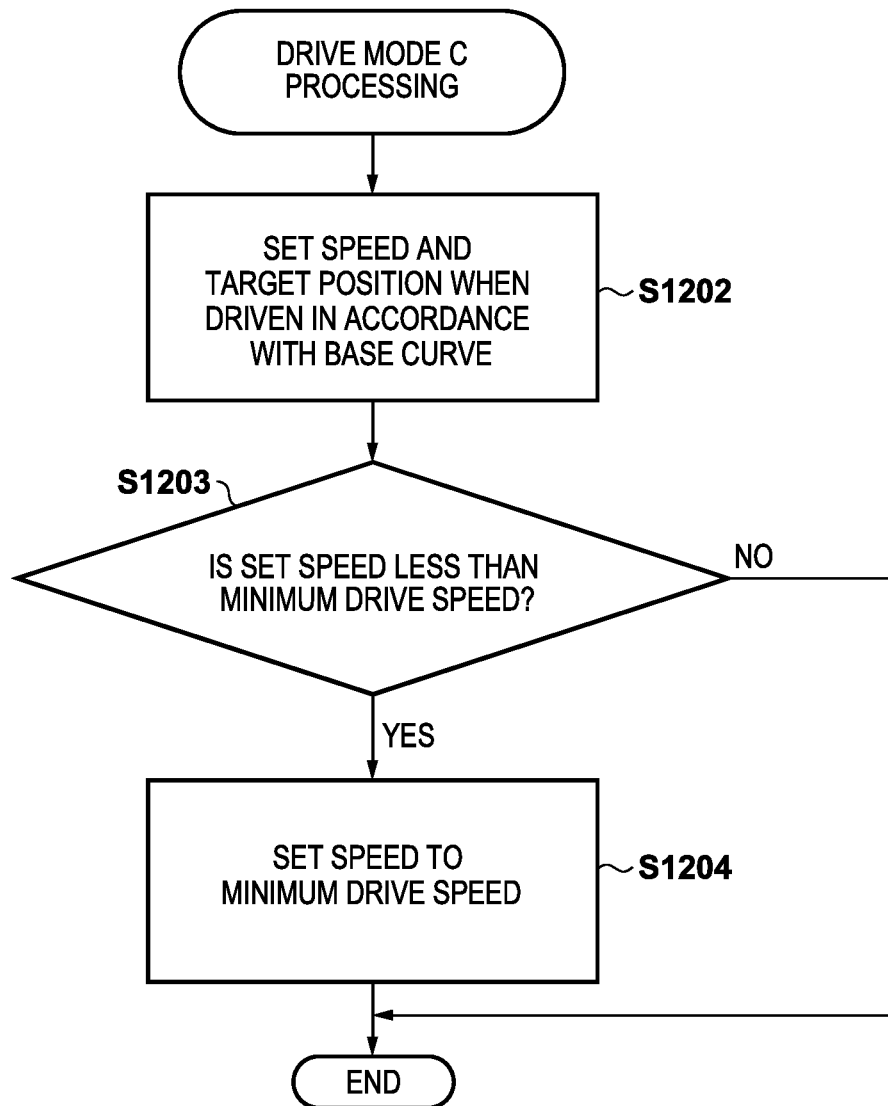 DRIVE MODE C
PROCESSING
SET SPEED AND
TARGET POSITION WHEN
DRIVEN IN ACCORDANCE
WITH BASE CURVE
S1202
S1203
IS SET SPEED LESS THAN
MINIMUM DRIVE SPEED?
NO
YES
SET SPEED TO
MINIMUM DRIVE SPEED
S1204
END